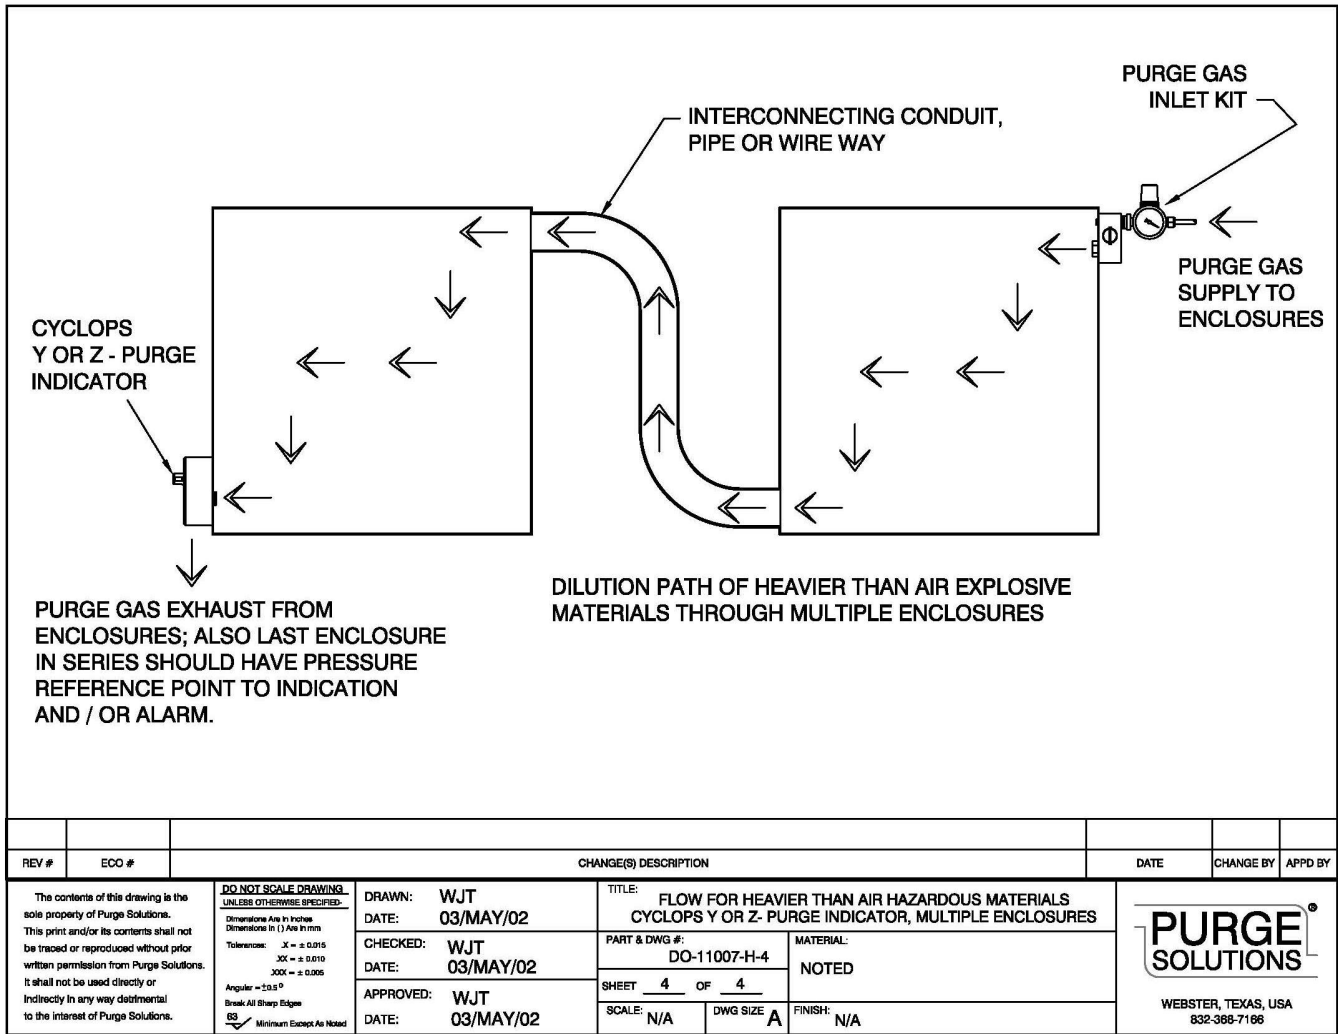 PURGE GAS
INLET KIT
INTERCONNECTING CONDUIT,
PIPE OR WIRE WAY
PURGE GAS
SUPPLY TO
ENCLOSURES
CYCLOPS
Y OR Z - PURGE
INDICATOR
DILUTION PATH OF HEAVIER THAN AIR EXPLOSIVE
MATERIALS THROUGH MULTIPLE ENCLOSURES
PURGE GAS EXHAUST FROM
ENCLOSURES; ALSO LAST ENCLOSURE
IN SERIES SHOULD HAVE PRESSURE
REFERENCE POINT TO INDICATION
AND / OR ALARM.
REV # ECO # CHANGE(S) DESCRIPTION DATE CHANGE BY APPD BY
The contents of this drawing is the
sole property of Purge Solutions.
This print and/or its contents shall not
be traced or reproduced without prior
written permission from Purge Solutions.
It shall not be used directly or
indirectly in any way detrimental
to the interest of Purge Solutions.
DO NOT SCALE DRAWING
UNLESS OTHERWISE SPECIFIED-
Dimensions Are In Inches
Dimensions In ( ) Are In mm
Tolerances: .X = ± 0.015
.XX = ± 0.010
.XXX = ± 0.005
Angular = ±0.5°
Break All Sharp Edges
63 Minimum Except As Noted
DRAWN: WJT
DATE: 03/MAY/02
CHECKED: WJT
DATE: 03/MAY/02
APPROVED: WJT
DATE: 03/MAY/02
TITLE: FLOW FOR HEAVIER THAN AIR HAZARDOUS MATERIALS
CYCLOPS Y OR Z- PURGE INDICATOR, MULTIPLE ENCLOSURES
PART & DWG #:
DO-11007-H-4
MATERIAL:
NOTED
SHEET 4 OF 4
SCALE: N/A
DWG SIZE A
FINISH: N/A
PURGE®
SOLUTIONS
WEBSTER, TEXAS, USA
832-368-7166